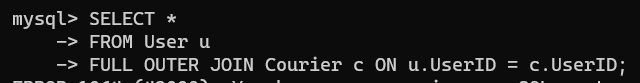 mysql> SELECT *
    -> FROM User u
    -> FULL OUTER JOIN Courier c ON u.UserID = c.UserID;